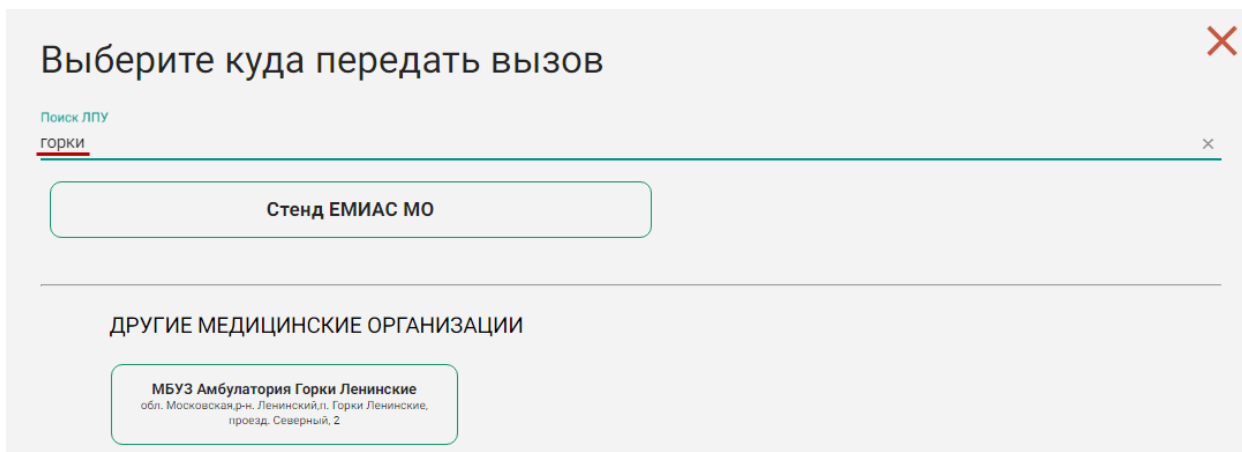 Выберите куда передать вызов
Поиск ЛПУ
горки
Стенд ЕМИАС МО
ДРУГИЕ МЕДИЦИНСКИЕ ОРГАНИЗАЦИИ
МБУЗ Амбулатория Горки Ленинские
обл. Московская,р-н. Ленинский,п. Горки Ленинские,
проезд. Северный, 2